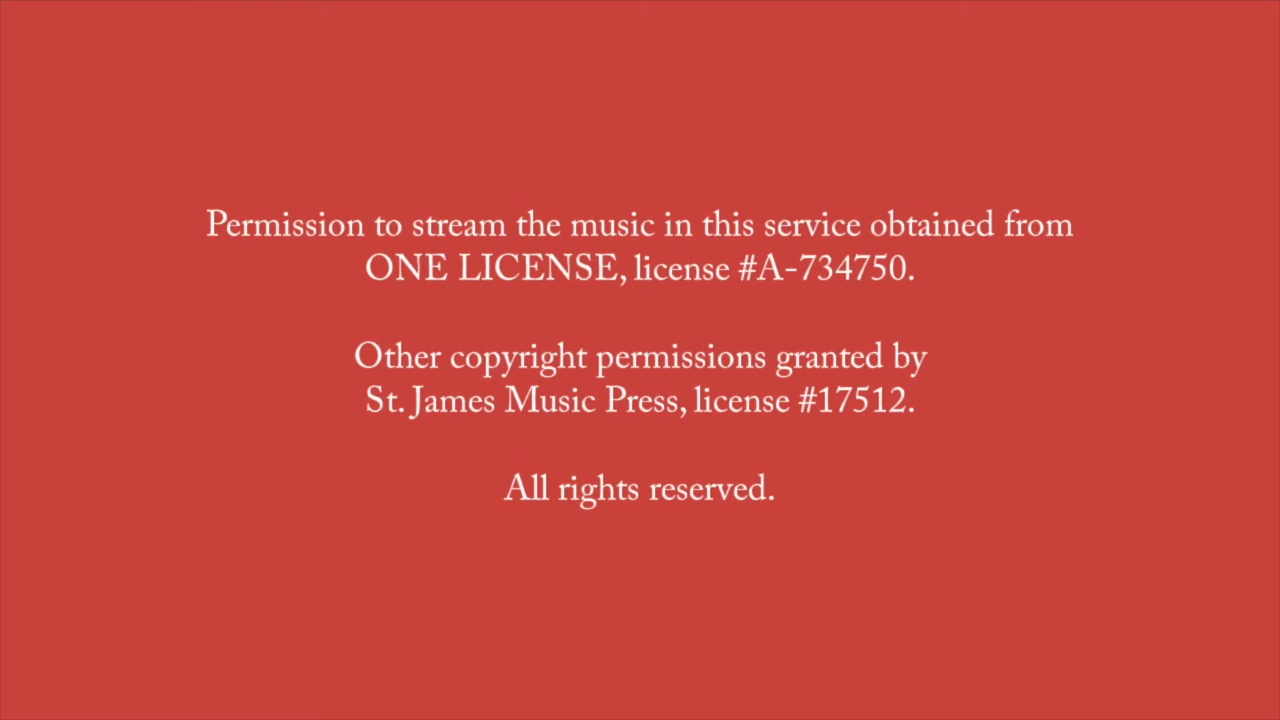 Permission to stream the music in this service obtained from
ONE LICENSE, license #A-734750.
Other copyright permissions granted by
St. James Music Press, license #17512.
All rights reserved.